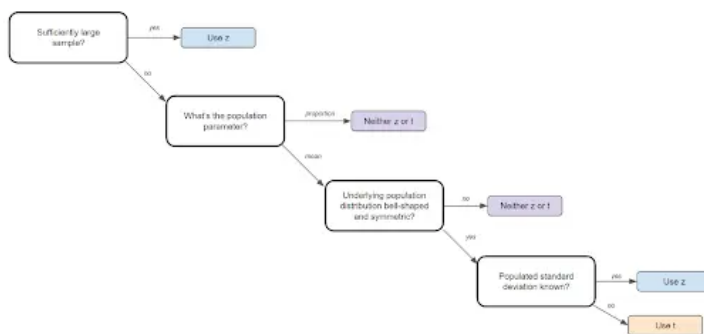 Sufficiently large
sample?
yes
Use z
no
What's the population
parameter?
proportion
Neither z or t
mean
Underlying population
distribution bell-shaped
and symmetric?
no
Neither z or t
yes
Populated standard
deviation known?
yes
Use z
no
Use t